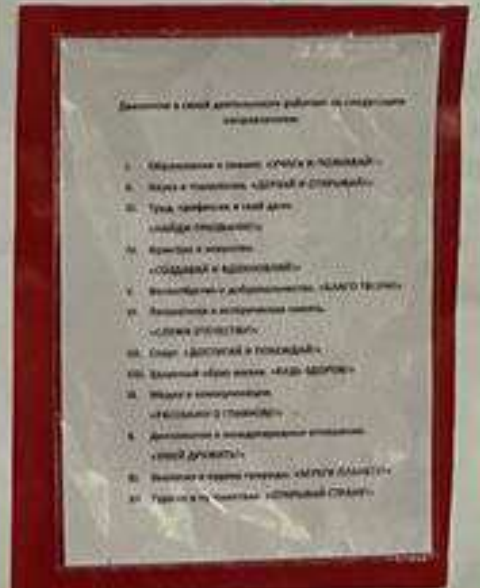 Движение в своей деятельности работает по следующим
направлениям:
I. Образование и знания. «УЧИСЬ И ПОЗНАВАЙ!»
II. Наука и технологии. «ДЕРЗАЙ И ОТКРЫВАЙ!»
III. Труд, профессия и своё дело.
«НАЙДИ ПРИЗВАНИЕ!»
IV. Культура и искусство.
«СОЗДАВАЙ И ВДОХНОВЛЯЙ!»
V. Волонтёрство и добровольчество. «БЛАГО ТВОРИ!»
VI. Патриотизм и историческая память.
«СЛУЖИ ОТЕЧЕСТВУ!»
VII. Спорт. «ДОСТИГАЙ И ПОБЕЖДАЙ!»
VIII. Здоровый образ жизни. «БУДЬ ЗДОРОВ!»
IX. Медиа и коммуникации.
«РАССКАЖИ О ГЛАВНОМ!»
X. Дипломатия и международные отношения.
«УМЕЙ ДРУЖИТЬ!»
XI. Экология и охрана природы. «БЕРЕГИ ПЛАНЕТУ!»
XII. Туризм и путешествия. «ОТКРЫВАЙ СТРАНУ!»